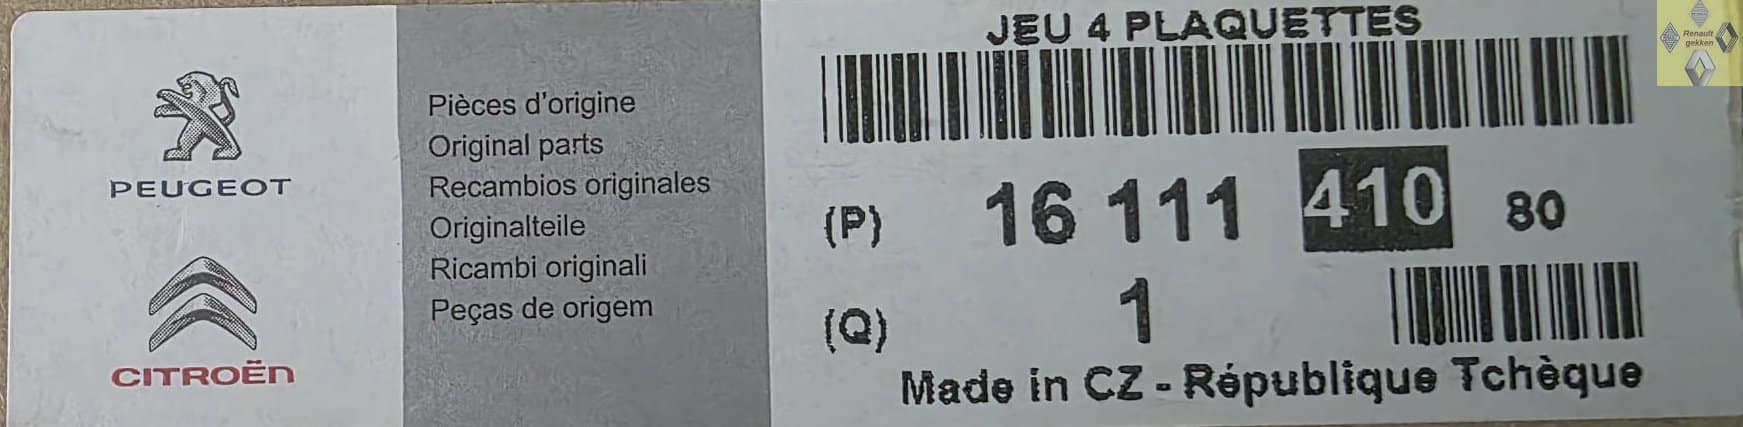 PEUGEOT
CITROËN
Pièces d'origine
Original parts
Recambios originales
Originalteile
Ricambi originali
Peças de origem
JEU 4 PLAQUETTES
(P) 16 111 410 80
(Q) 1
Made in CZ - République Tchèque
Renault
gekken